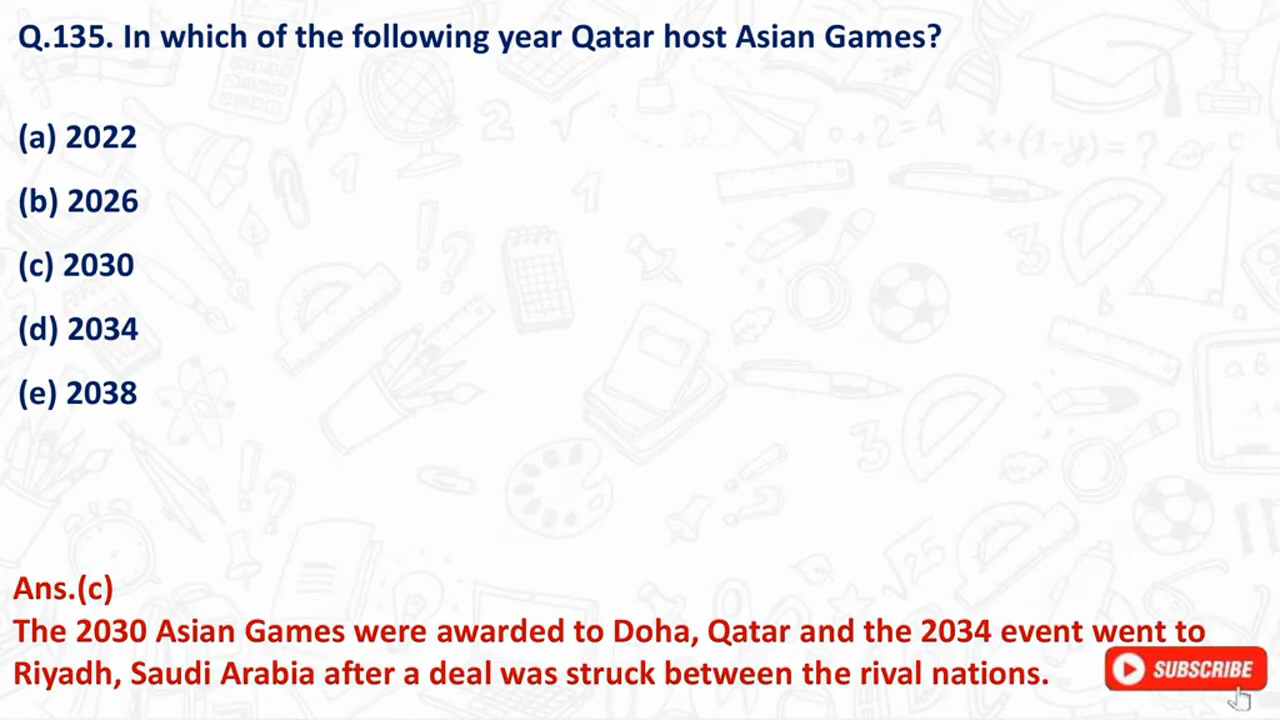 Q.135. In which of the following year Qatar host Asian Games?
(a) 2022
(b) 2026
(c) 2030
(d) 2034
(e) 2038
Ans.(c)
The 2030 Asian Games were awarded to Doha, Qatar and the 2034 event went to
Riyadh, Saudi Arabia after a deal was struck between the rival nations.
SUBSCRIBE